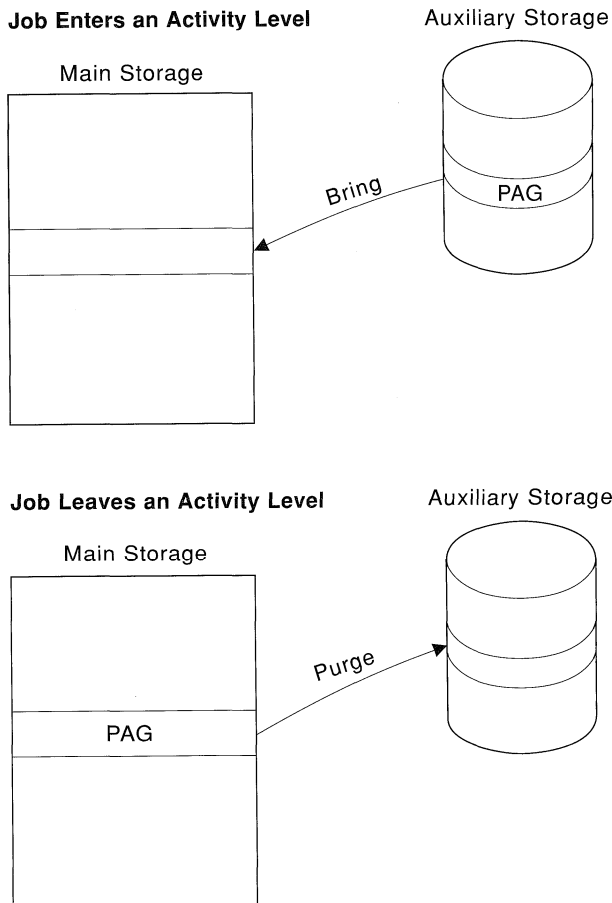 Job Enters an Activity Level
Auxiliary Storage
Main Storage
Bring
PAG
Job Leaves an Activity Level
Auxiliary Storage
Main Storage
Purge
PAG